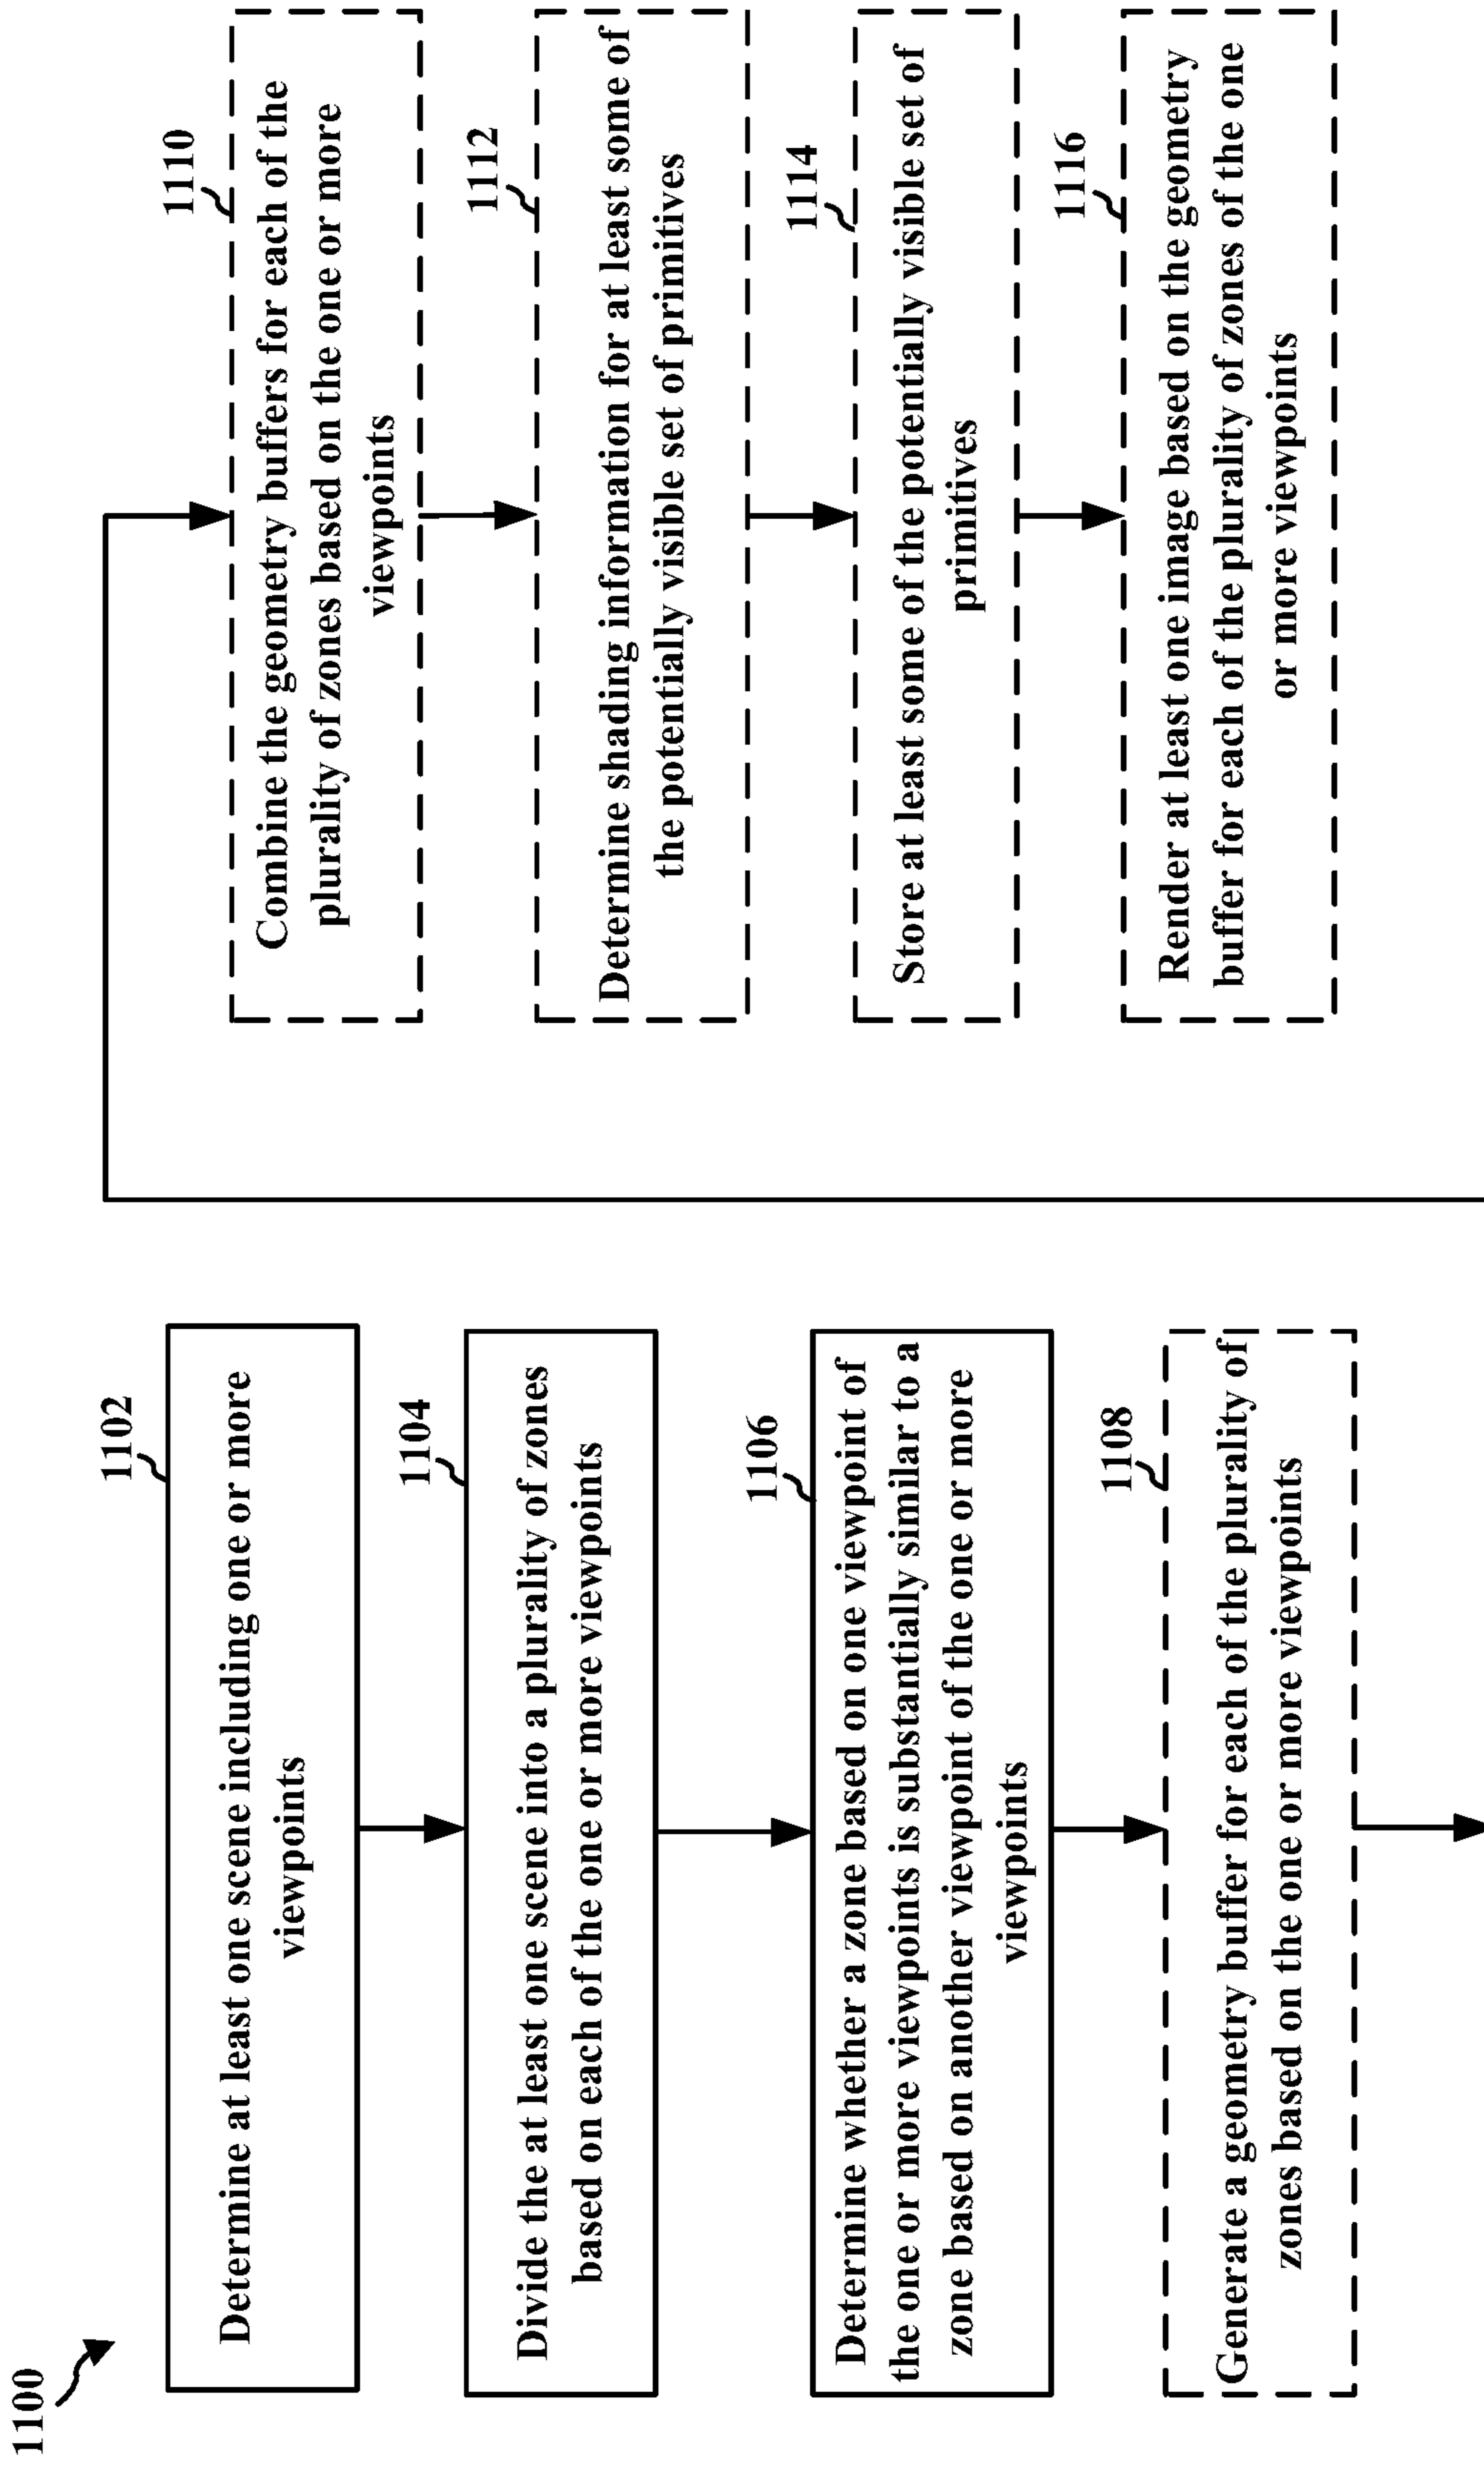 1100
1102
Determine at least one scene including one or more
viewpoints
1104
Divide the at least one scene into a plurality of zones
based on each of the one or more viewpoints
1106
Determine whether a zone based on one viewpoint of
the one or more viewpoints is substantially similar to a
zone based on another viewpoint of the one or more
viewpoints
1108
Generate a geometry buffer for each of the plurality of
zones based on the one or more viewpoints
1110
Combine the geometry buffers for each of the
plurality of zones based on the one or more
viewpoints
1112
Determine shading information for at least some of
the potentially visible set of primitives
1114
Store at least some of the potentially visible set of
primitives
1116
Render at least one image based on the geometry
buffer for each of the plurality of zones of the one
or more viewpoints